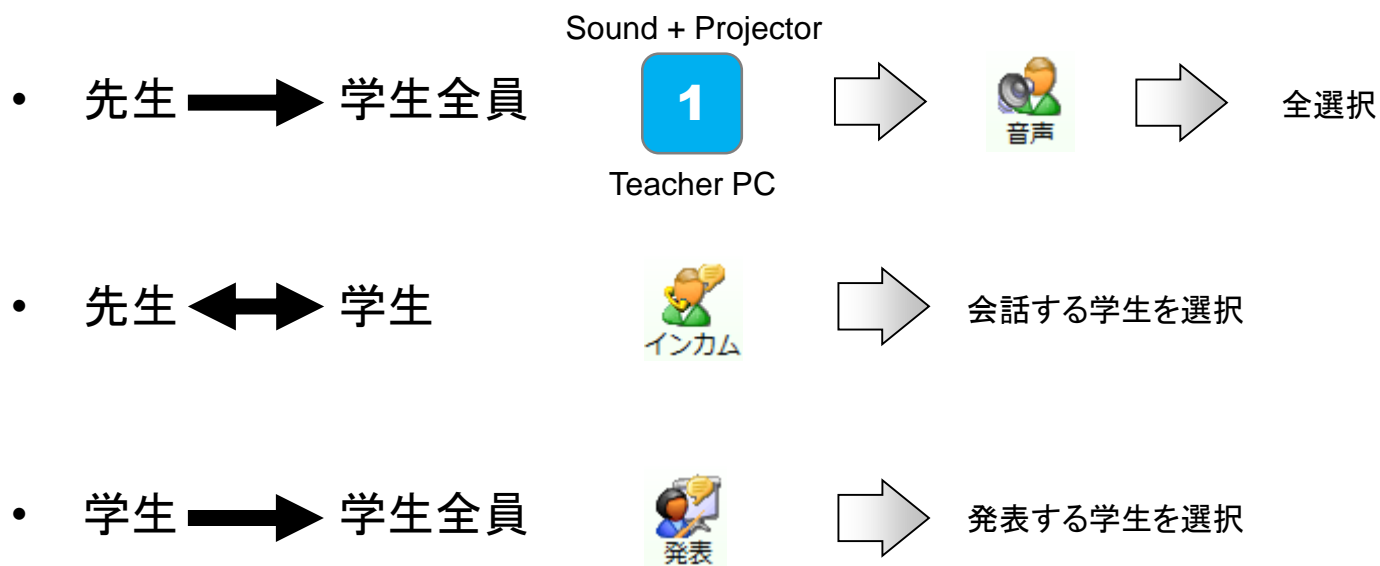 Sound + Projector
• 先生 学生全員 1 音声 全選択
Teacher PC
• 先生 学生 インカム 会話する学生を選択
• 学生 学生全員 発表 発表する学生を選択